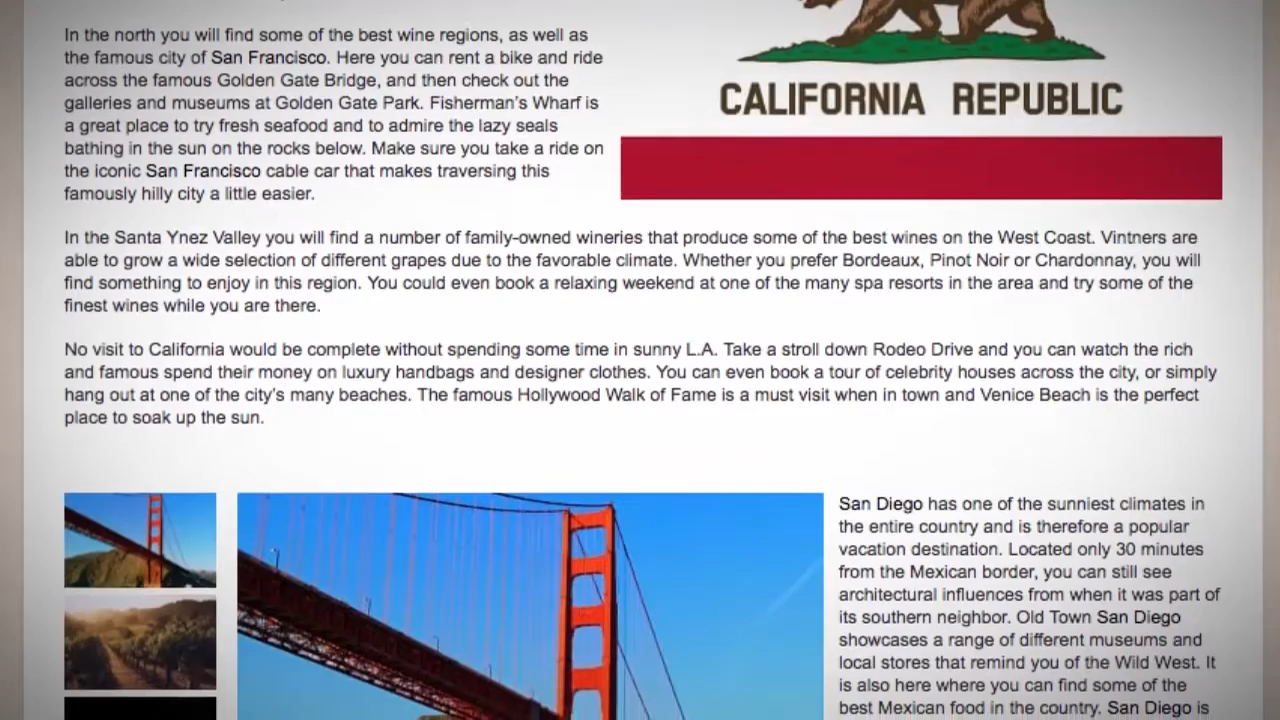 In the north you will find some of the best wine regions, as well as
the famous city of San Francisco. Here you can rent a bike and ride
across the famous Golden Gate Bridge, and then check out the
galleries and museums at Golden Gate Park. Fisherman's Wharf is
a great place to try fresh seafood and to admire the lazy seals
bathing in the sun on the rocks below. Make sure you take a ride on
the iconic San Francisco cable car that makes traversing this
famously hilly city a little easier.
CALIFORNIA REPUBLIC
In the Santa Ynez Valley you will find a number of family-owned wineries that produce some of the best wines on the West Coast. Vintners are
able to grow a wide selection of different grapes due to the favorable climate. Whether you prefer Bordeaux, Pinot Noir or Chardonnay, you will
find something to enjoy in this region. You could even book a relaxing weekend at one of the many spa resorts in the area and try some of the
finest wines while you are there.
No visit to California would be complete without spending some time in sunny L.A. Take a stroll down Rodeo Drive and you can watch the rich
and famous spend their money on luxury handbags and designer clothes. You can even book a tour of celebrity houses across the city, or simply
hang out at one of the city's many beaches. The famous Hollywood Walk of Fame is a must visit when in town and Venice Beach is the perfect
place to soak up the sun.
San Diego has one of the sunniest climates in
the entire country and is therefore a popular
vacation destination. Located only 30 minutes
from the Mexican border, you can still see
architectural influences from when it was part of
its southern neighbor. Old Town San Diego
showcases a range of different museums and
local stores that remind you of the Wild West. It
is also here where you can find some of the
best Mexican food in the country. San Diego is